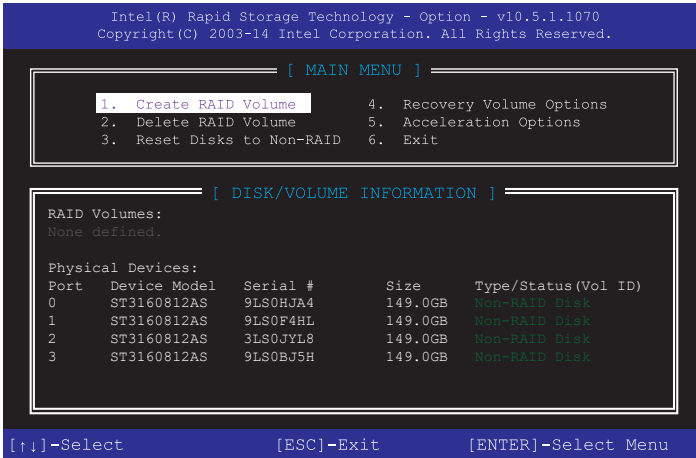 Intel(R) Rapid Storage Technology - Option - v10.5.1.1070
Copyright(C) 2003-14 Intel Corporation. All Rights Reserved.
[ MAIN MENU ]
1. Create RAID Volume 4. Recovery Volume Options
2. Delete RAID Volume 5. Acceleration Options
3. Reset Disks to Non-RAID 6. Exit
[ DISK/VOLUME INFORMATION ]
RAID Volumes:
None defined.
Physical Devices:
Port Device Model Serial # Size Type/Status(Vol ID)
0 ST3160812AS 9LS0HJA4 149.0GB Non-RAID Disk
1 ST3160812AS 9LS0F4HL 149.0GB Non-RAID Disk
2 ST3160812AS 3LS0JYL8 149.0GB Non-RAID Disk
3 ST3160812AS 9LS0BJ5H 149.0GB Non-RAID Disk
[↑↓]-Select [ESC]-Exit [ENTER]-Select Menu